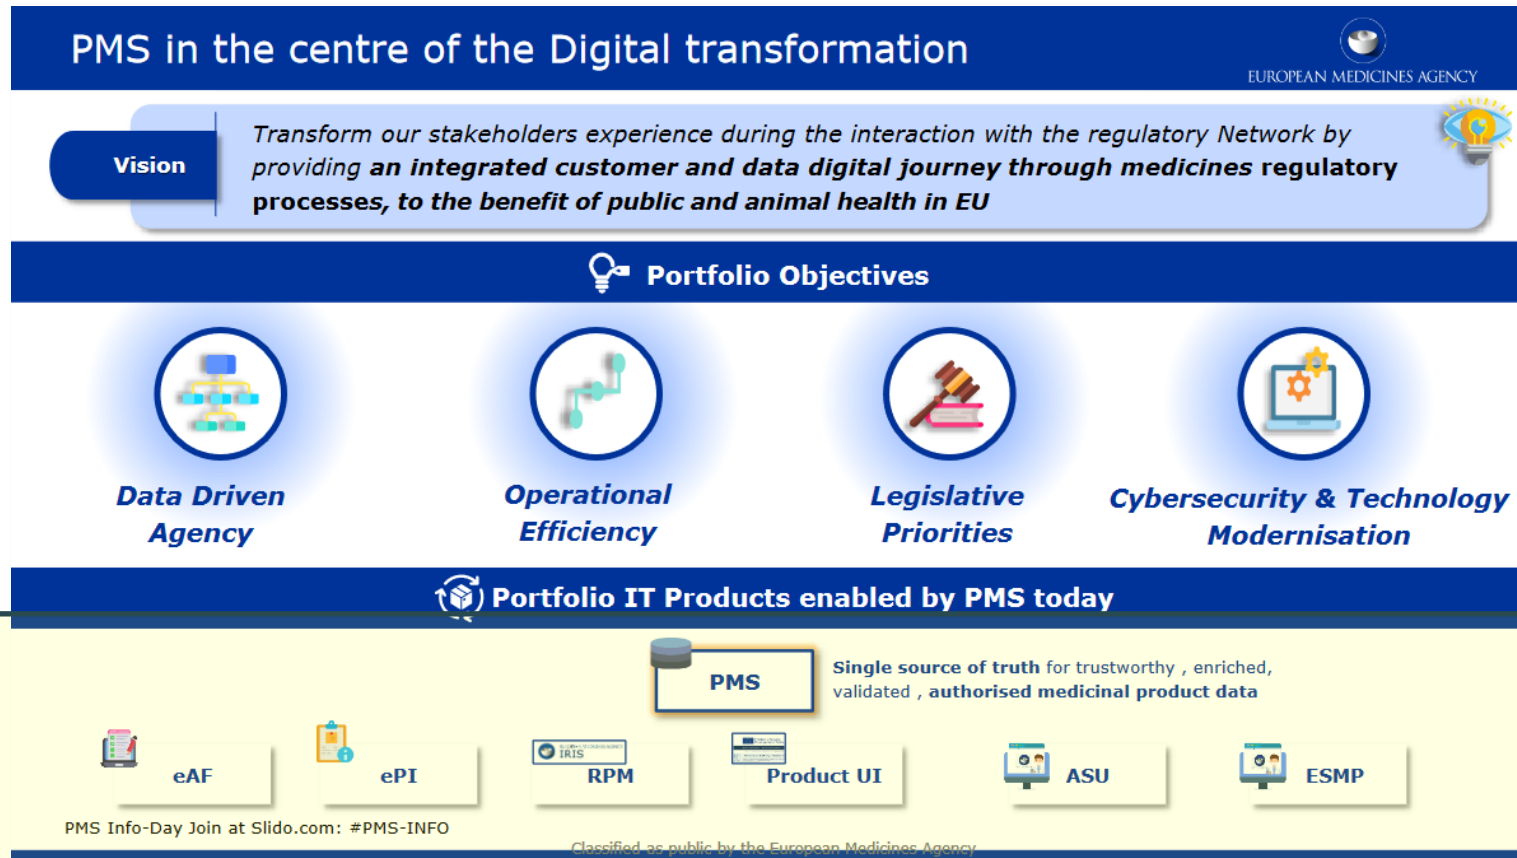 PMS in the centre of the Digital transformation
EUROPEAN MEDICINES AGENCY
Vision
Transform our stakeholders experience during the interaction with the regulatory Network by
providing an integrated customer and data digital journey through medicines regulatory
processes, to the benefit of public and animal health in EU
Portfolio Objectives
Data Driven
Agency
Operational
Efficiency
Legislative
Priorities
Cybersecurity & Technology
Modernisation
Portfolio IT Products enabled by PMS today
PMS
Single source of truth for trustworthy , enriched,
validated , authorised medicinal product data
eAF
ePI
IRIS
RPM
Product UI
ASU
ESMP
PMS Info-Day Join at Slido.com: #PMS-INFO
Classified as public by the European Medicines Agency